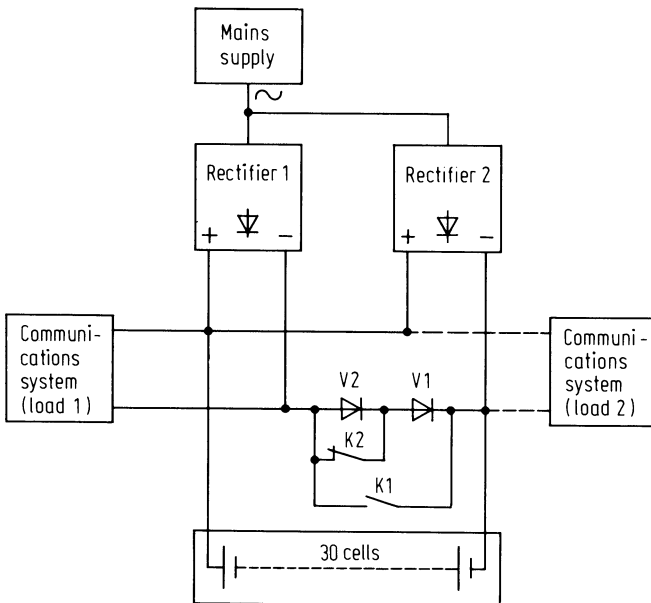 Mains
supply
~
Rectifier 1
+ -
Rectifier 2
+ -
Communi-
cations
system
(load 1)
Communi-
cations
system
(load 2)
V2
V1
K2
K1
30 cells